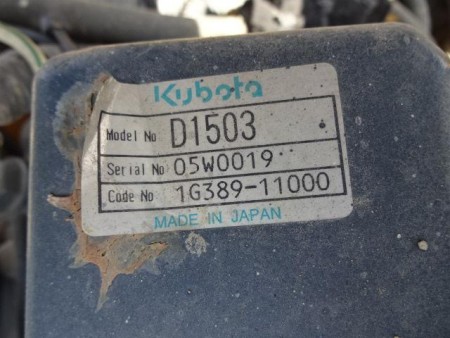 Kubota
Model No D1503
Serial No 05W0019
Code No 1G389-11000
MADE IN JAPAN